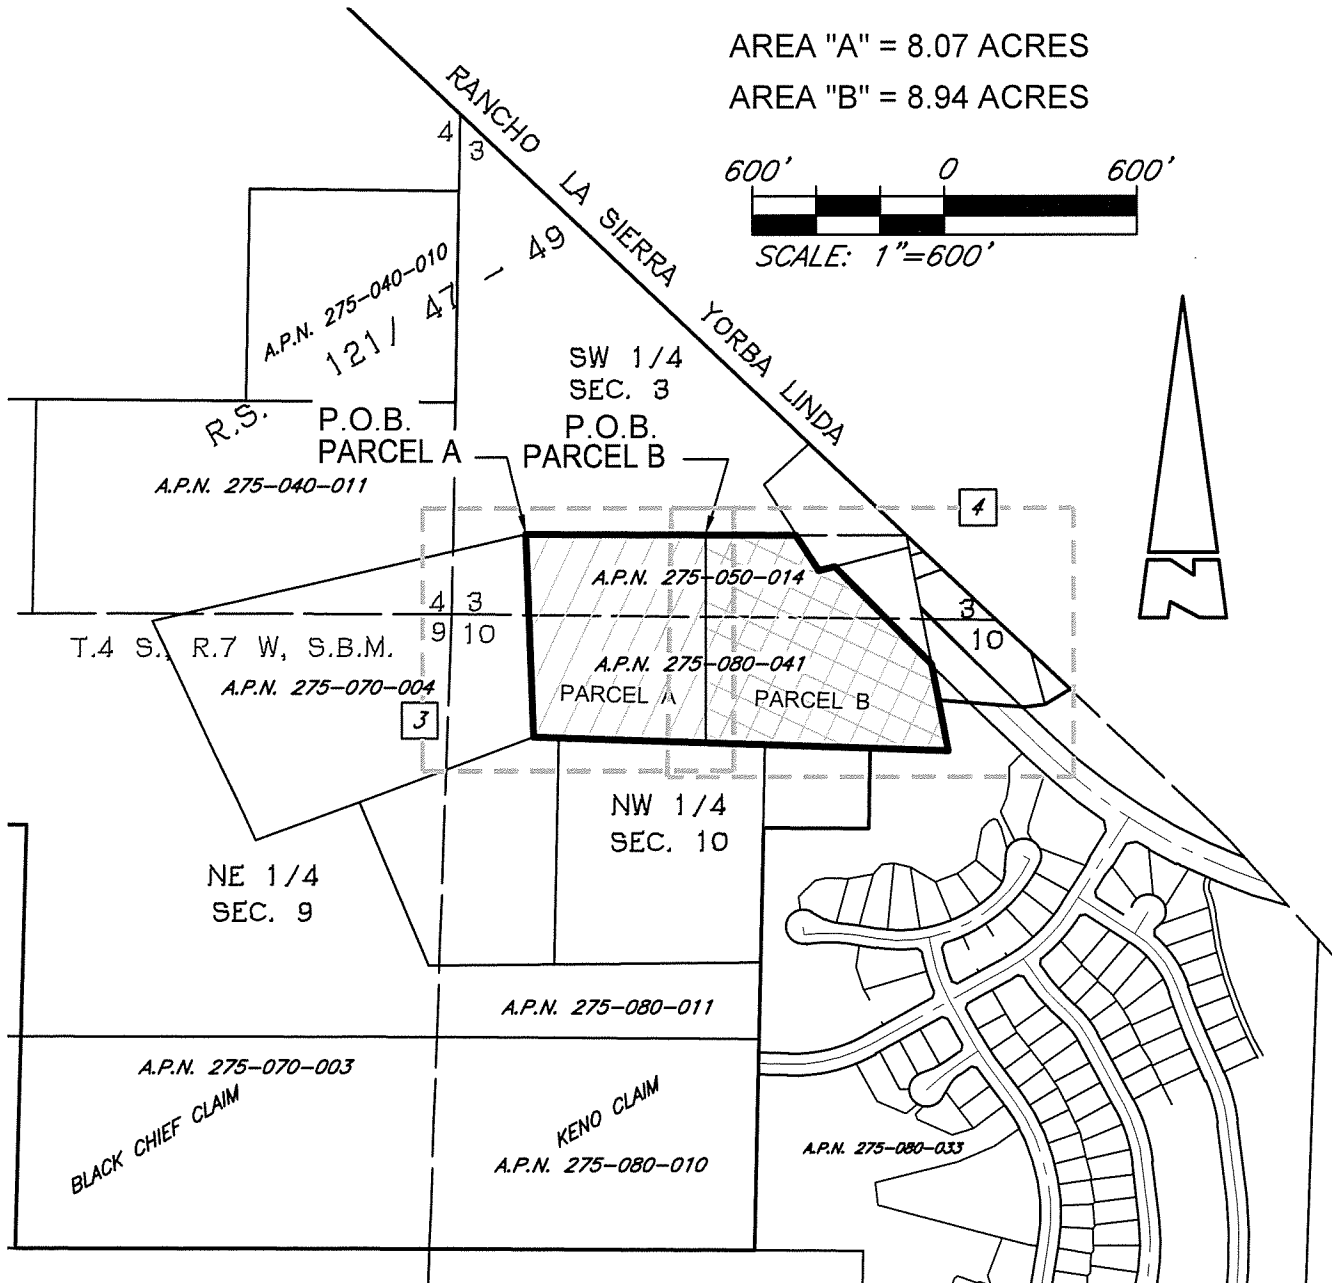 AREA "A" = 8.07 ACRES
AREA "B" = 8.94 ACRES
600' 0 600'
SCALE: 1"=600'
RANCHO LA SIERRA YORBA LINDA
4 3
A.P.N. 275-040-010
R.S. 121/ 47 - 49
SW 1/4
SEC. 3
P.O.B.
PARCEL A
P.O.B.
PARCEL B
A.P.N. 275-040-011
4
A.P.N. 275-050-014
4 3
9 10
3
10
T.4 S., R.7 W, S.B.M.
A.P.N. 275-080-041
A.P.N. 275-070-004
PARCEL A
PARCEL B
3
N
NW 1/4
SEC. 10
NE 1/4
SEC. 9
A.P.N. 275-080-011
A.P.N. 275-070-003
BLACK CHIEF CLAIM
KENO CLAIM
A.P.N. 275-080-010
A.P.N. 275-080-033